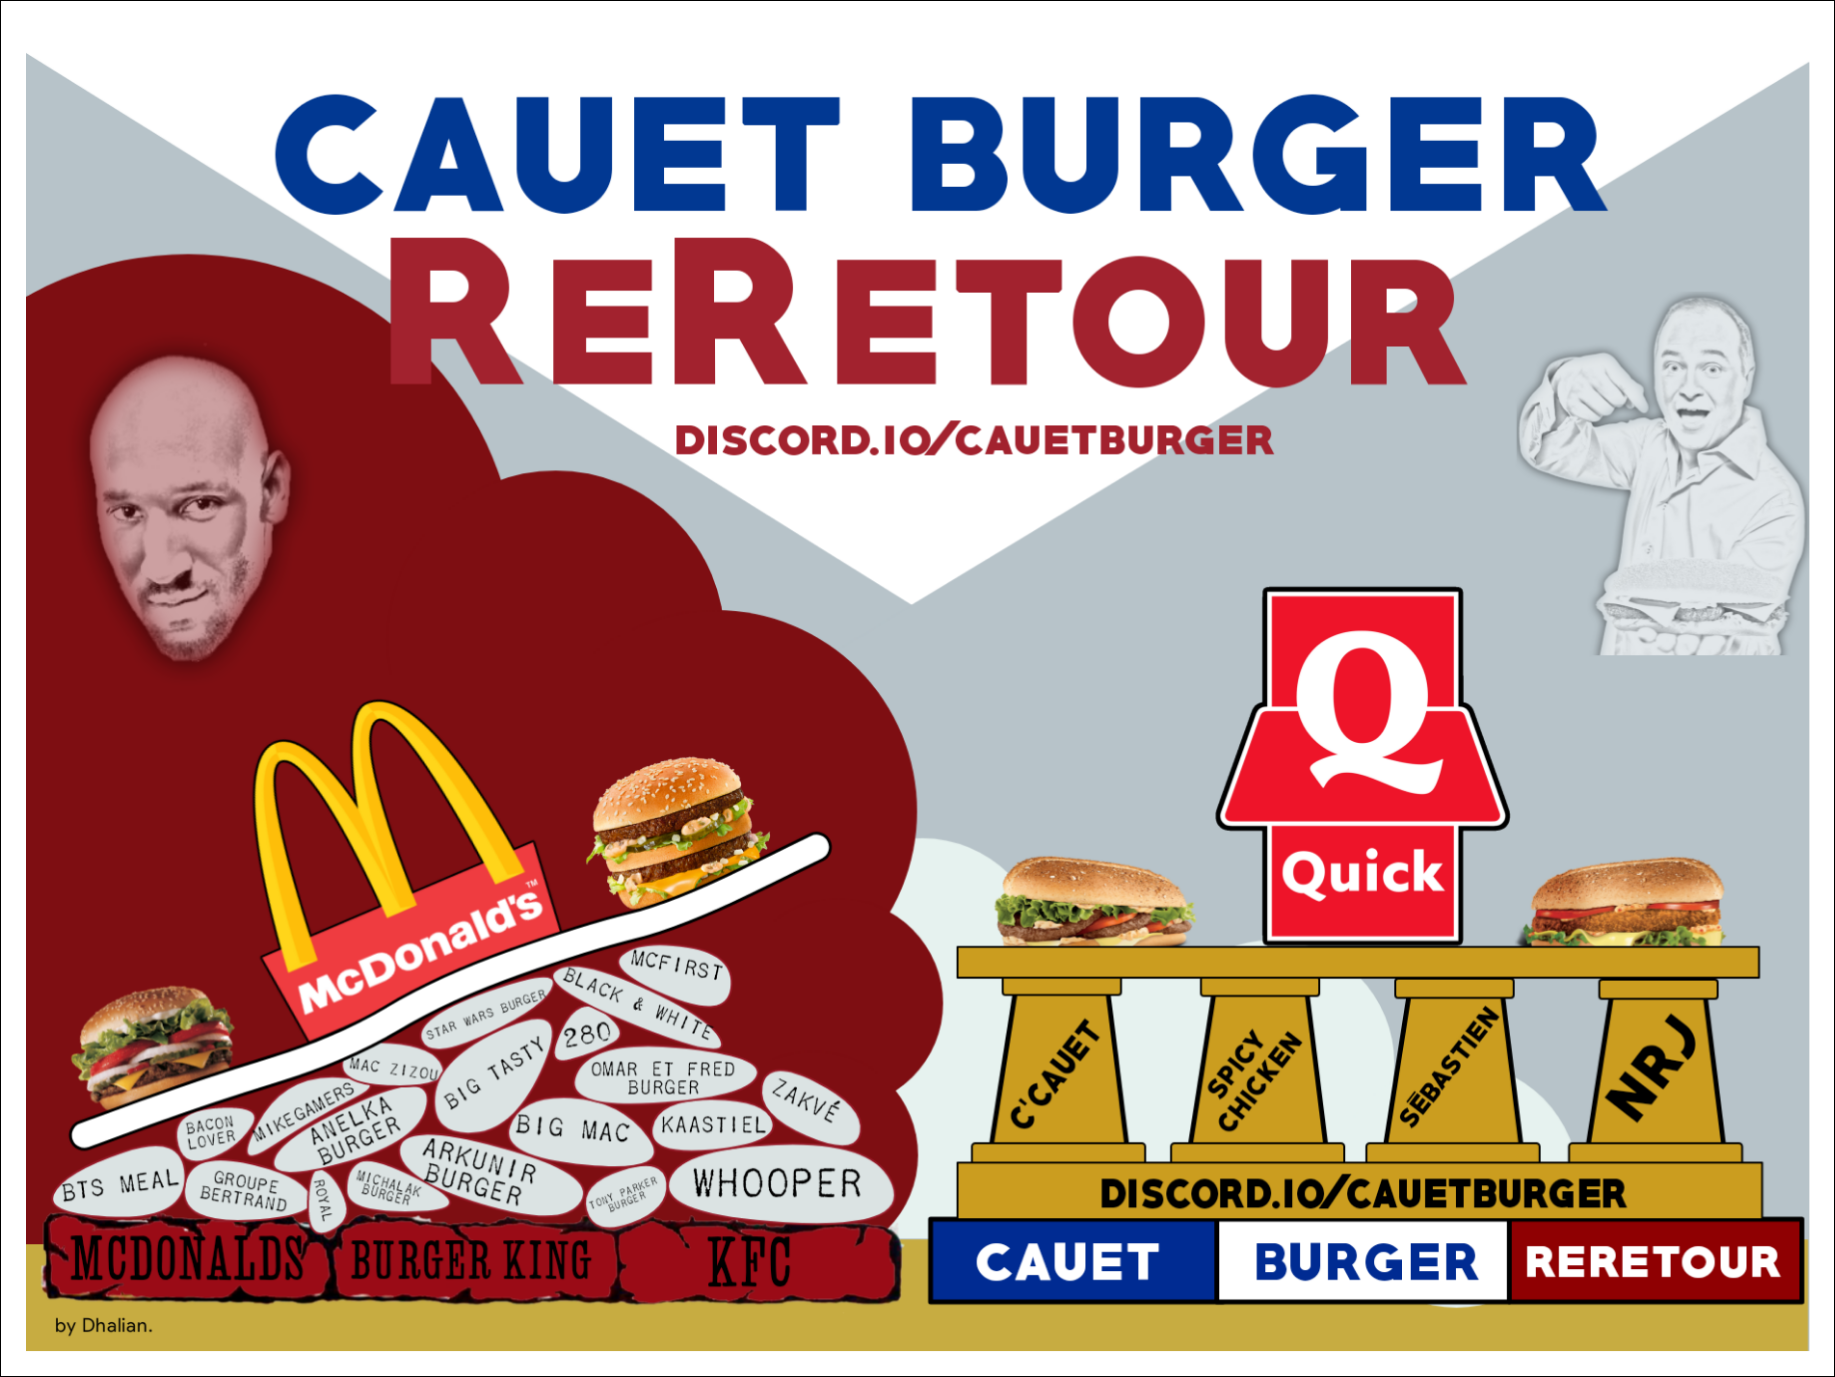 CAUET BURGER
RERETOUR
DISCORD.IO/CAUETBURGER
McDonald's™
Q
Quick
MCFIRST
BLACK & WHITE
STAR WARS BURGER
280
MAC ZIZOU
BIG TASTY
OMAR ET FRED
BURGER
ZAKVÉ
MIKEGAMERS
BACON
LOVER
ANELKA
BURGER
BIG MAC
KAASTIEL
BTS MEAL
GROUPE
BERTRAND
ROYAL
MICHALAK
BURGER
ARKUNIR
BURGER
TONY PARKER
BURGER
WHOOPER
MCDONALDS
BURGER KING
KFC
C'CAUET
SPICY
CHICKEN
SĒBASTIEN
NRJ
DISCORD.IO/CAUETBURGER
CAUET
BURGER
RERETOUR
by Dhalian.